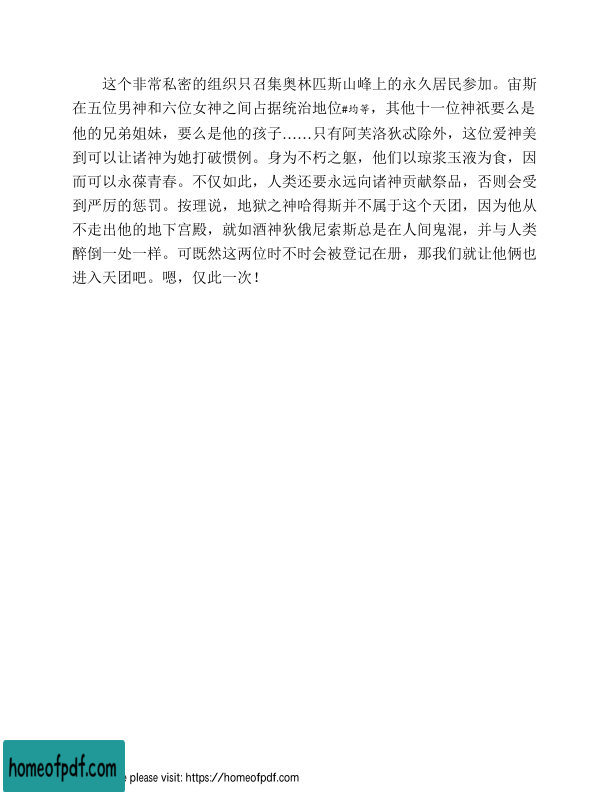 这个非常私密的组织只召集奥林匹斯山峰上的永久居民参加。宙斯
在五位男神和六位女神之间占据统治地位#均等，其他十一位神祇要么是
他的兄弟姐妹，要么是他的孩子……只有阿芙洛狄忒除外，这位爱神美
到可以让诸神为她打破惯例。身为不朽之躯，他们以琼浆玉液为食，因
而可以永葆青春。不仅如此，人类还要永远向诸神贡献祭品，否则会受
到严厉的惩罚。按理说，地狱之神哈得斯并不属于这个天团，因为他从
不走出他的地下宫殿，就如酒神狄俄尼索斯总是在人间鬼混，并与人类
醉倒一处一样。可既然这两位时不时会被登记在册，那我们就让他俩也
进入天团吧。嗯，仅此一次！
homeofpdf.com
e please visit: https://homeofpdf.com